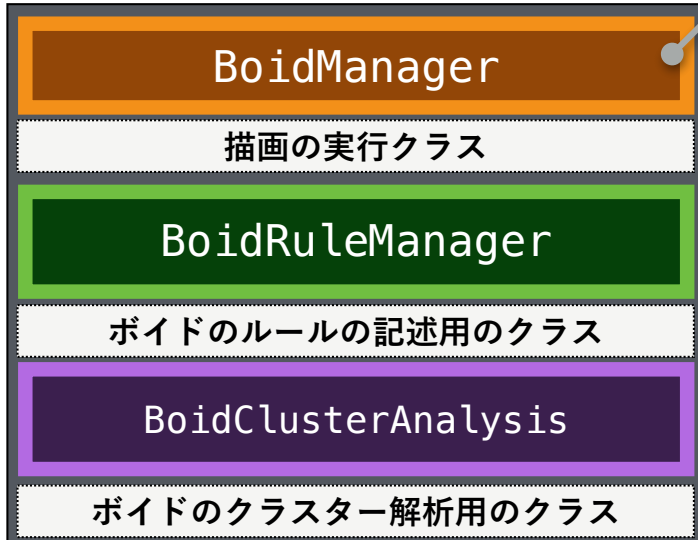 BoidManager
描画の実行クラス
BoidRuleManager
ボイドのルールの記述用のクラス
BoidClusterAnalysis
ボイドのクラスター解析用のクラス